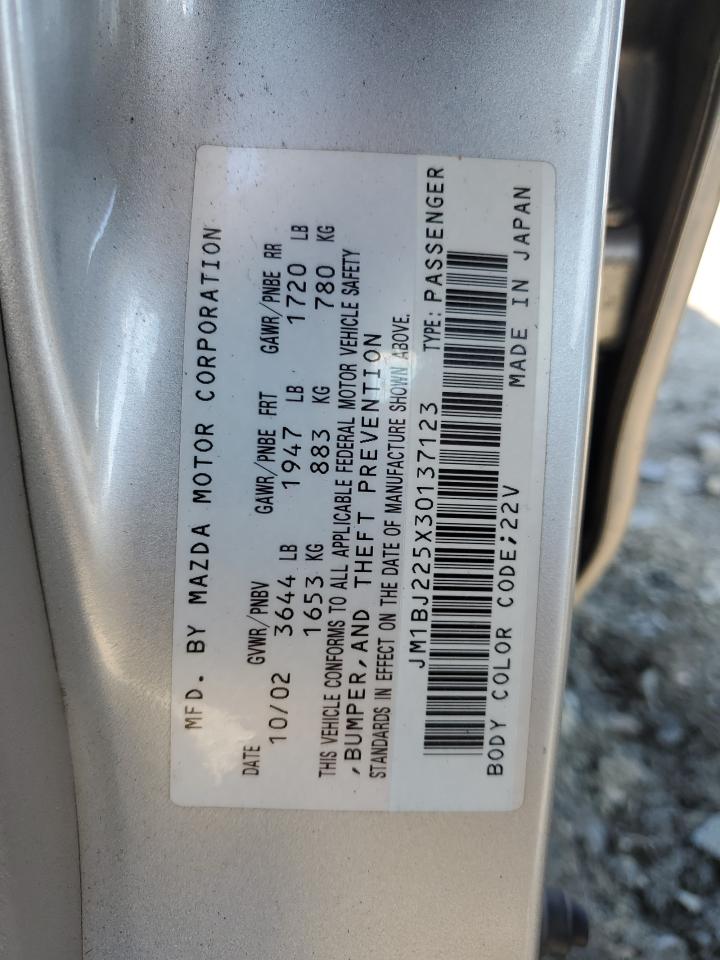 MFD. BY MAZDA MOTOR CORPORATION
DATE GVWR/PNBV GAWR/PNBE FRT GAWR/PNBE RR
10/02 3644 LB 1947 LB 1720 LB
1653 KG 883 KG 780 KG
THIS VEHICLE CONFORMS TO ALL APPLICABLE FEDERAL MOTOR VEHICLE SAFETY
,BUMPER,AND THEFT PREVENTION
STANDARDS IN EFFECT ON THE DATE OF MANUFACTURE SHOWN ABOVE.
JM1BJ225X30137123 TYPE: PASSENGER
BODY COLOR CODE;22V MADE IN JAPAN